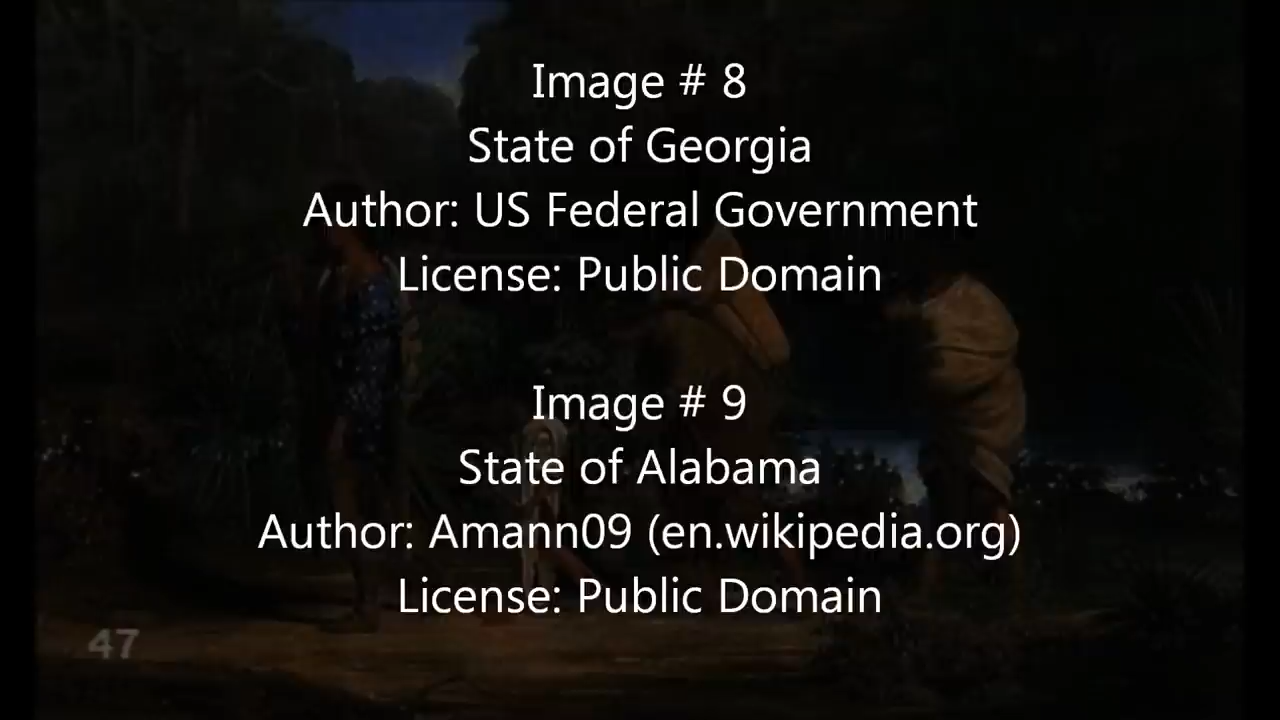 Image # 8
State of Georgia
Author: US Federal Government
License: Public Domain
Image # 9
State of Alabama
Author: Amann09 (en.wikipedia.org)
License: Public Domain
47